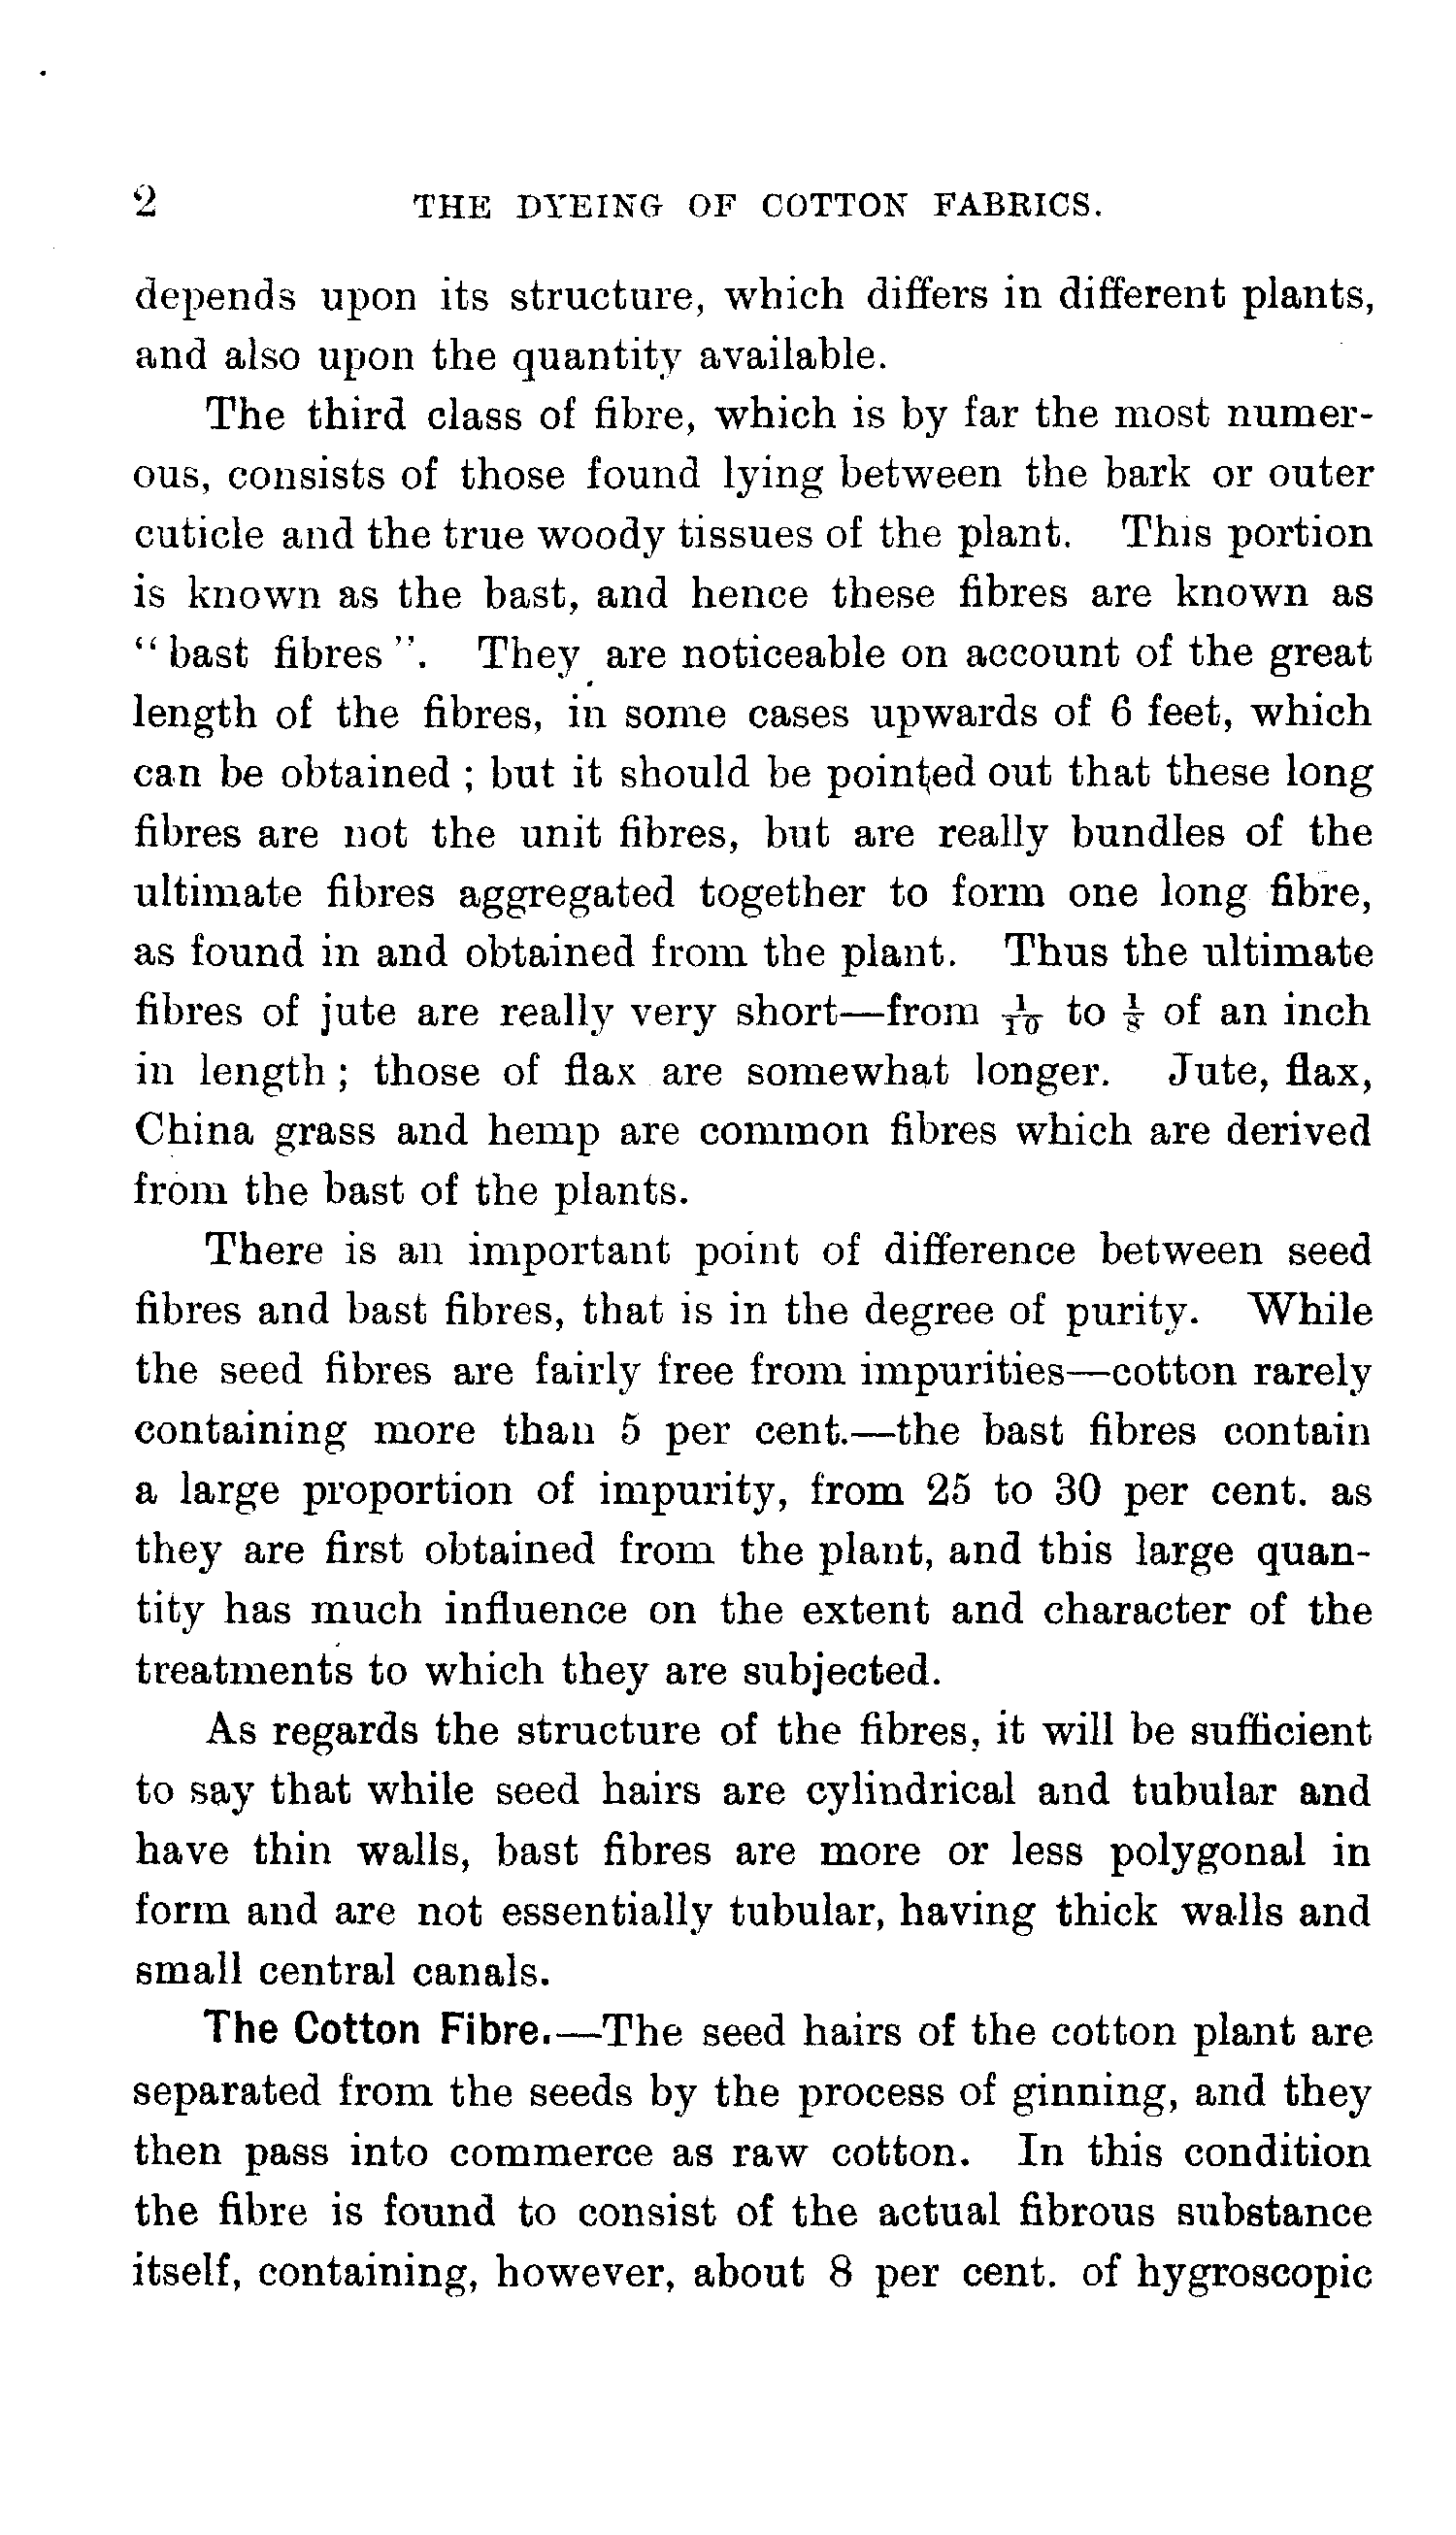 2 THE DYEING OF COTTON FABRICS.
depends upon its structure, which differs in different plants,
and also upon the quantity available.
The third class of fibre, which is by far the most numer-
ous, consists of those found lying between the bark or outer
cuticle and the true woody tissues of the plant. This portion
is known as the bast, and hence these fibres are known as
“bast fibres”. They are noticeable on account of the great
length of the fibres, in some cases upwards of 6 feet, which
can be obtained ; but it should be pointed out that these long
fibres are not the unit fibres, but are really bundles of the
ultimate fibres aggregated together to form one long fibre,
as found in and obtained from the plant. Thus the ultimate
fibres of jute are really very short—from 1/10 to 1/8 of an inch
in length ; those of flax are somewhat longer. Jute, flax,
China grass and hemp are common fibres which are derived
from the bast of the plants.
There is an important point of difference between seed
fibres and bast fibres, that is in the degree of purity. While
the seed fibres are fairly free from impurities—cotton rarely
containing more than 5 per cent.—the bast fibres contain
a large proportion of impurity, from 25 to 30 per cent. as
they are first obtained from the plant, and this large quan-
tity has much influence on the extent and character of the
treatments to which they are subjected.
As regards the structure of the fibres, it will be sufficient
to say that while seed hairs are cylindrical and tubular and
have thin walls, bast fibres are more or less polygonal in
form and are not essentially tubular, having thick walls and
small central canals.
The Cotton Fibre.—The seed hairs of the cotton plant are
separated from the seeds by the process of ginning, and they
then pass into commerce as raw cotton. In this condition
the fibre is found to consist of the actual fibrous substance
itself, containing, however, about 8 per cent. of hygroscopic